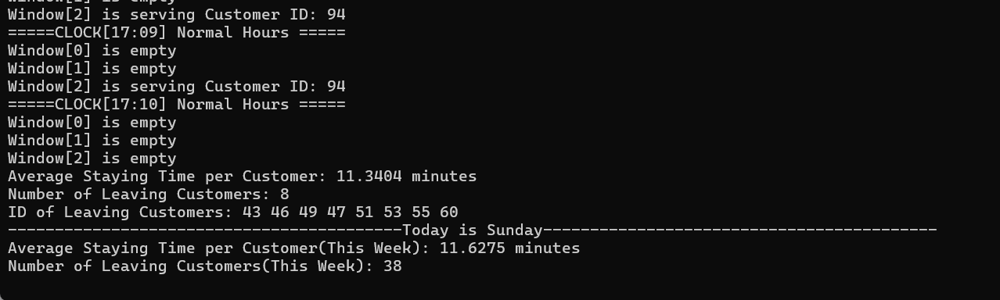 Window[1] is empty
Window[2] is serving Customer ID: 94
=====CLOCK[17:09] Normal Hours =====
Window[0] is empty
Window[1] is empty
Window[2] is serving Customer ID: 94
=====CLOCK[17:10] Normal Hours =====
Window[0] is empty
Window[1] is empty
Window[2] is empty
Average Staying Time per Customer: 11.3404 minutes
Number of Leaving Customers: 8
ID of Leaving Customers: 43 46 49 47 51 53 55 60
------------------------------------------Today is Sunday------------------------------------------
Average Staying Time per Customer(This Week): 11.6275 minutes
Number of Leaving Customers(This Week): 38